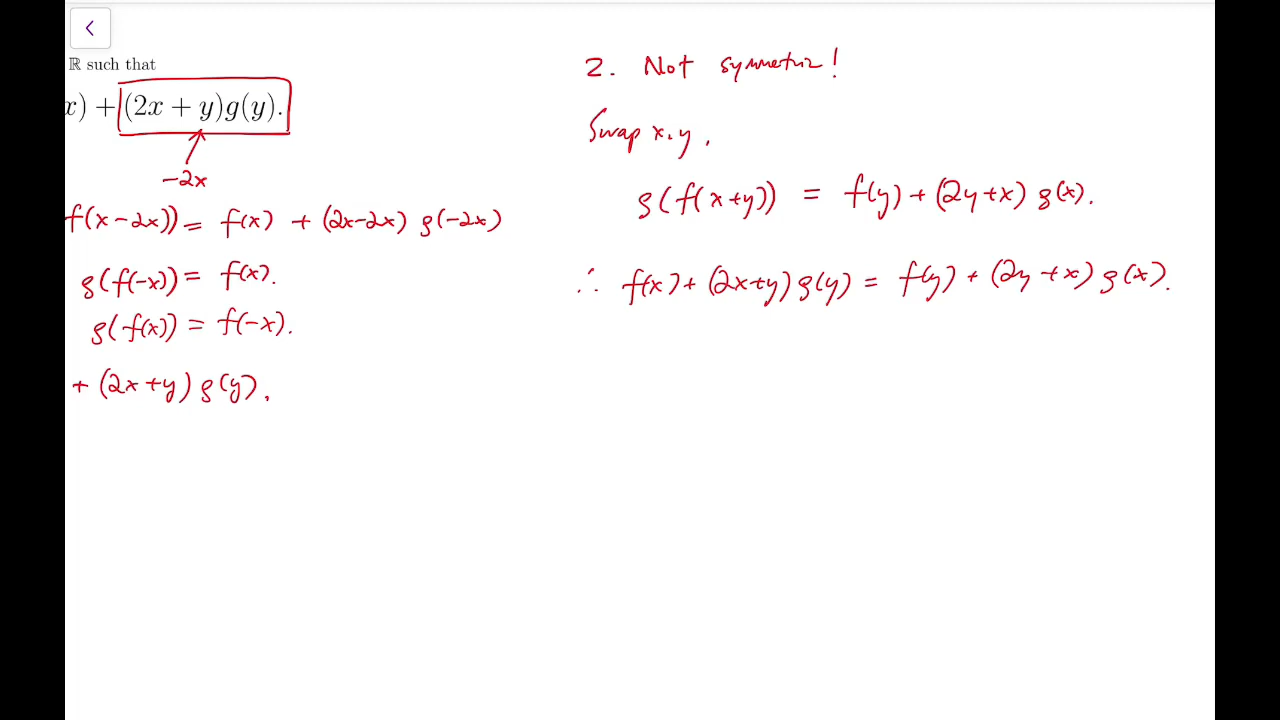 ℝ such that
x) + (2x + y)g(y).
-2x
f(x-2x)) = f(x) + (2x-2x) g(-2x)
g(f(-x)) = f(x).
g(f(x)) = f(-x).
+ (2x+y) g(y).
2. Not symmetric!
Swap x,y.
g(f(x+y)) = f(y) + (2y+x) g(x).
∴ f(x) + (2x+y) g(y) = f(y) + (2y+x) g(x).